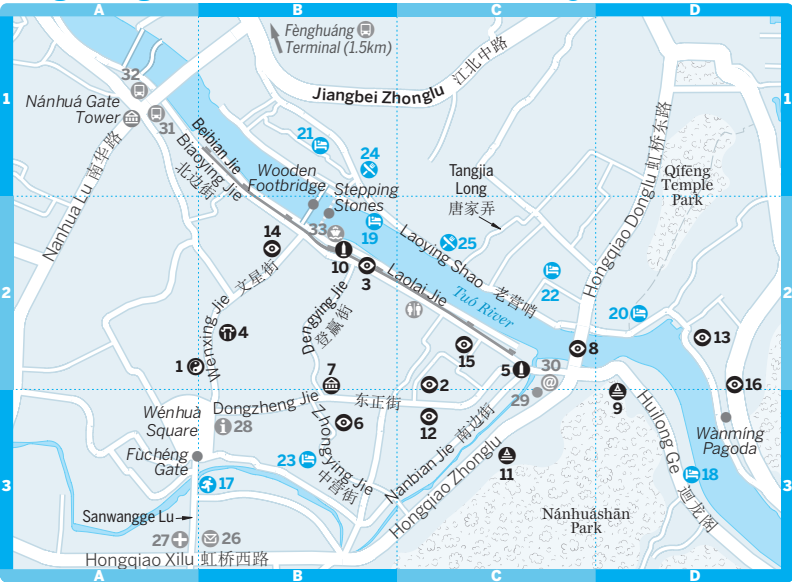 A
B
C
D
Fènghuáng
Terminal (1.5km)
Jiangbei Zhonglu 江北中路
32
1
1
Nánhuá Gate
Tower
31
Beibian Jie
Biaoying Jie
北边街
21
24
Wooden
Footbridge
Stepping
Stones
Tangjia
Long
唐家弄
Qífēng
Temple
Park
Nanhua Lu 南华路
Hongqiao Donglu 虹桥东路
33
19
25
Laoying Shao 老营哨
14
10
3
Laolai Jie
22
2
2
Wenxing Jie 文星街
Dengying Jie
登赢街
Tuó River
20
4
15
8
13
1
7
2
5
30
29
9
16
Wénhuà
Square
Dongzheng Jie 东正街
28
6
12
Zhongying Jie
中营街
Nanbian Jie 南边街
Hongqiao Zhonglu
Huilong Ge 迴龙阁
Wànmíng
Pagoda
Fùchéng
Gate
23
11
18
3
3
17
Sanwangge Lu
Nánhuáshān
Park
27
26
Hongqiao Xilu 虹桥西路
A
B
C
D